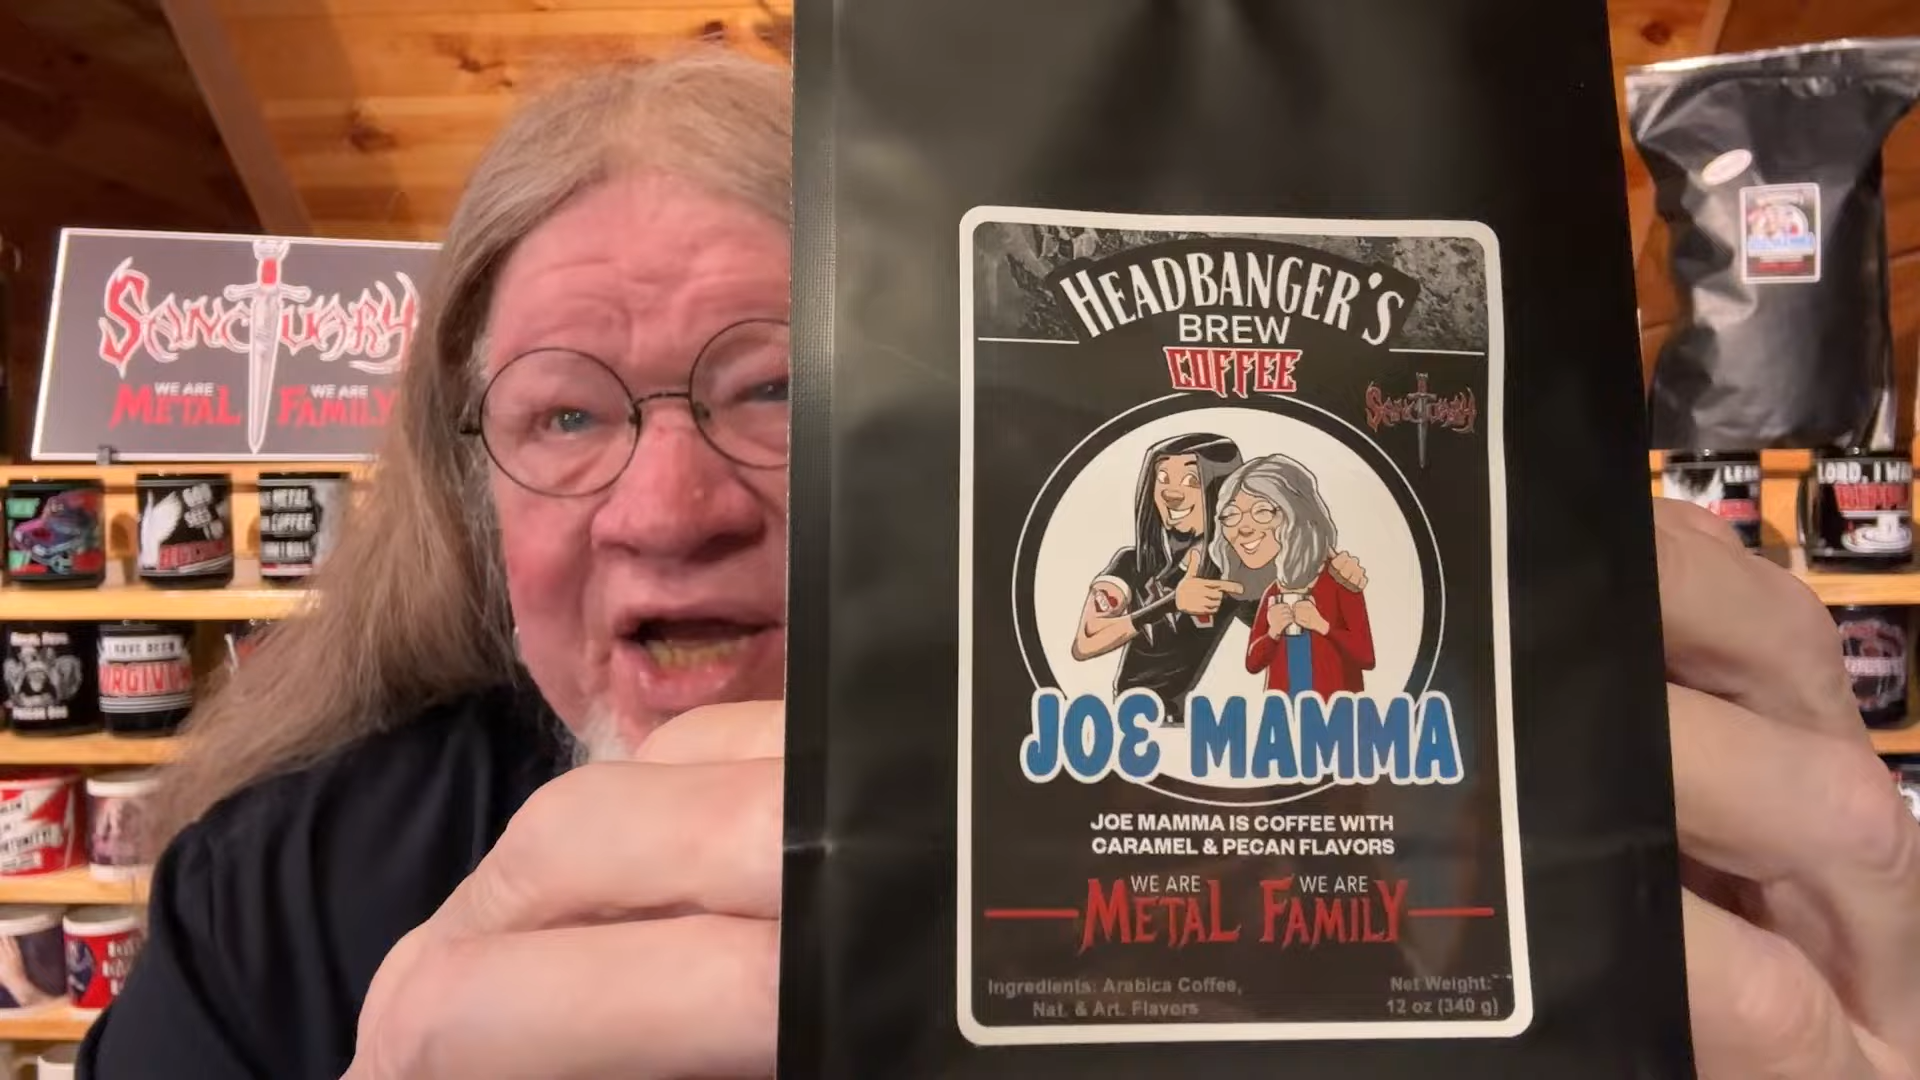 SANCTUARY
WE ARE METAL WE ARE FAMILY
HEADBANGER'S
BREW
COFFEE
SANCTUARY
JOE MAMMA
JOE MAMMA IS COFFEE WITH
CARAMEL & PECAN FLAVORS
WE ARE METAL WE ARE FAMILY
Ingredients: Arabica Coffee,
Nat. & Art. Flavors
Net Weight:
12 oz (340 g)
LORD, I WA